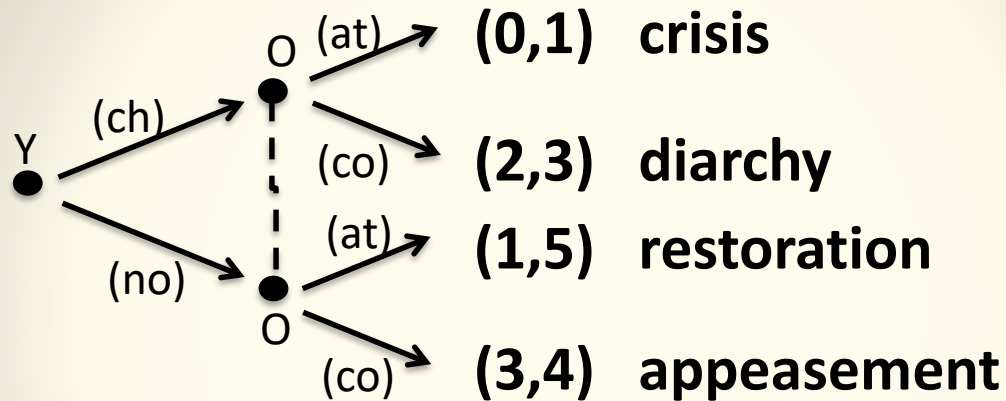 O (at) (0,1) crisis
(ch)
Y (co) (2,3) diarchy
(at) (1,5) restoration
(no)
O
(co) (3,4) appeasement